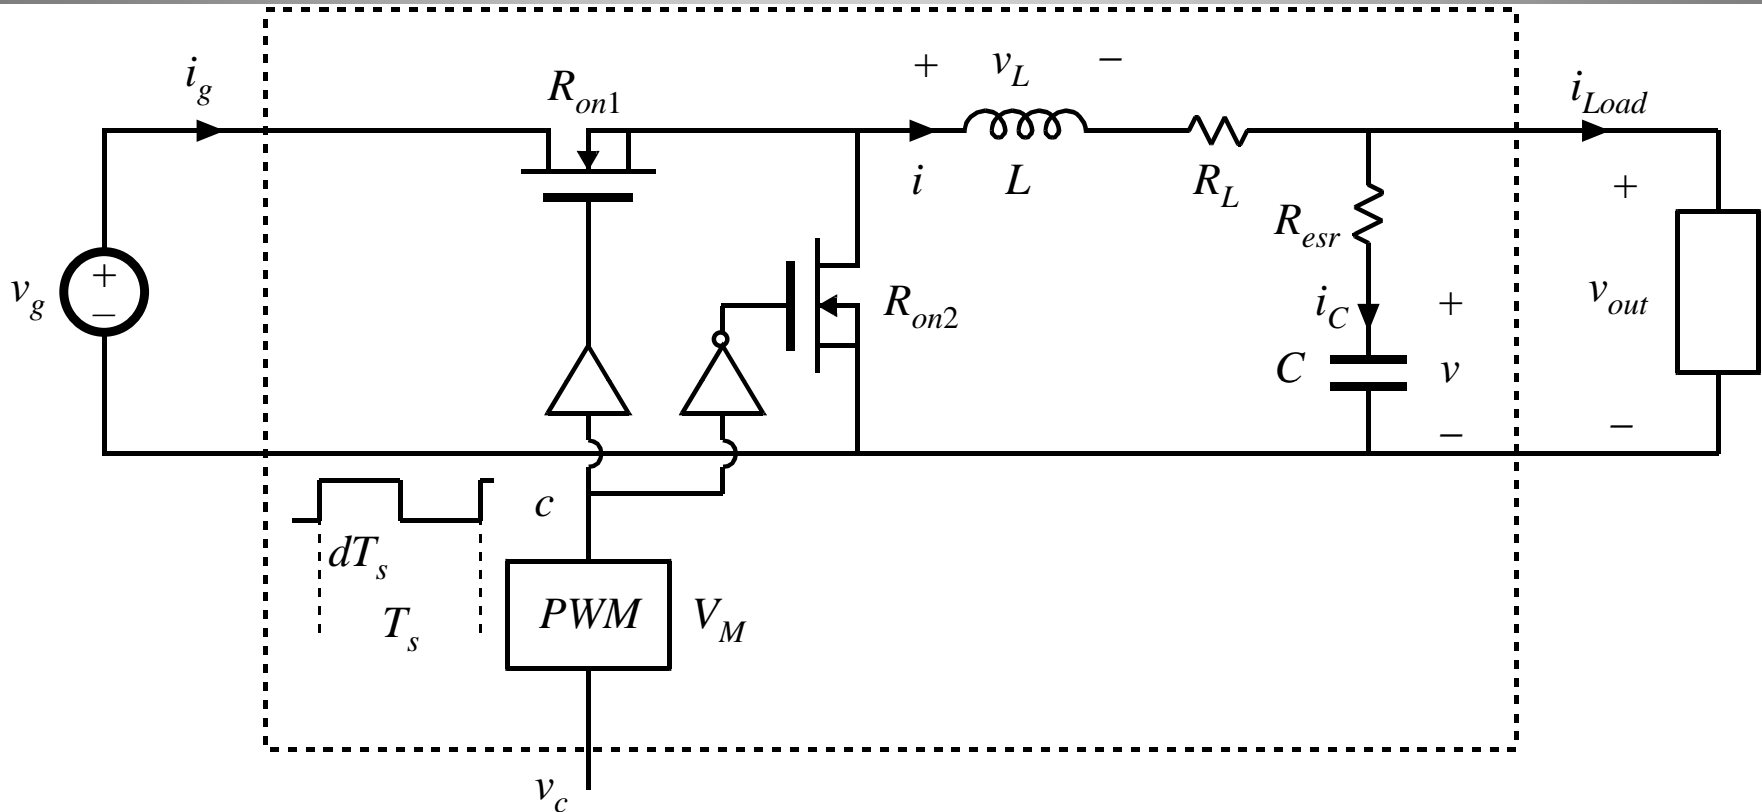 i_g
R_on1
+ v_L −
i_Load
i
L
R_L
+
R_esr
v_g
+
−
R_on2
i_C
+
v_out
C
v
−
−
c
dT_s
T_s
PWM
V_M
v_c